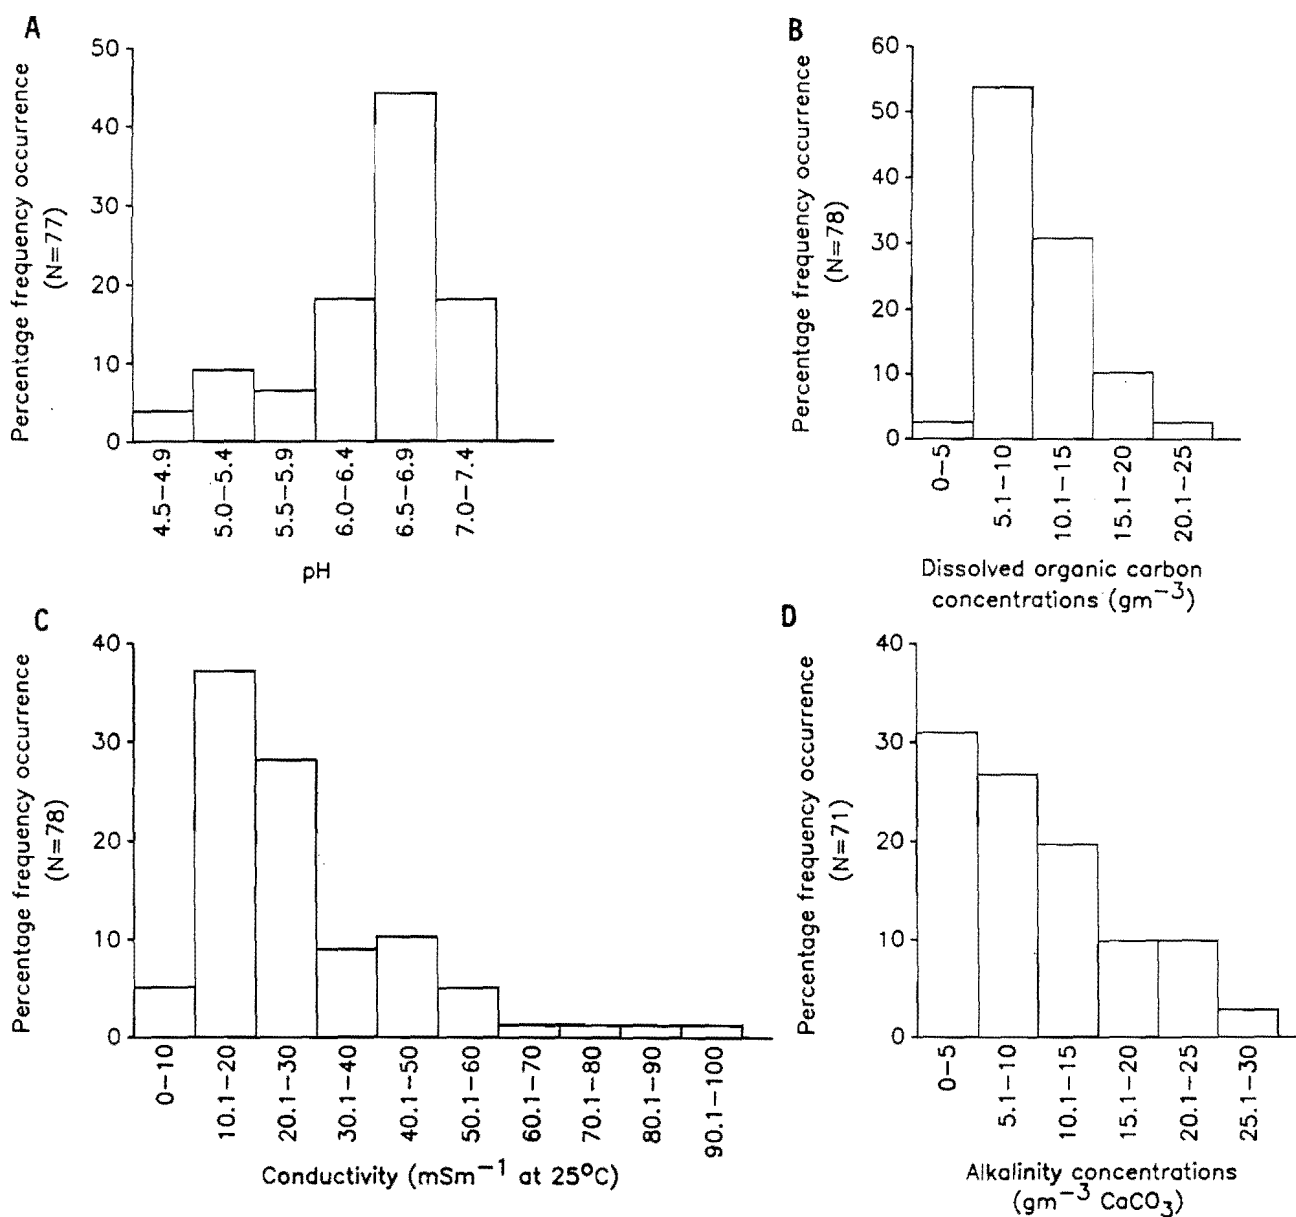 A
Percentage frequency occurrence
(N=77)
50
40
30
20
10
0
4.5–4.9
5.0–5.4
5.5–5.9
6.0–6.4
6.5–6.9
7.0–7.4
pH
B
Percentage frequency occurrence
(N=78)
60
50
40
30
20
10
0
0–5
5.1–10
10.1–15
15.1–20
20.1–25
Dissolved organic carbon
concentrations (gm⁻³)
C
Percentage frequency occurrence
(N=78)
40
30
20
10
0
0–10
10.1–20
20.1–30
30.1–40
40.1–50
50.1–60
60.1–70
70.1–80
80.1–90
90.1–100
Conductivity (mSm⁻¹ at 25°C)
D
Percentage frequency occurrence
(N=71)
40
30
20
10
0
0–5
5.1–10
10.1–15
15.1–20
20.1–25
25.1–30
Alkalinity concentrations
(gm⁻³ CaCO₃)